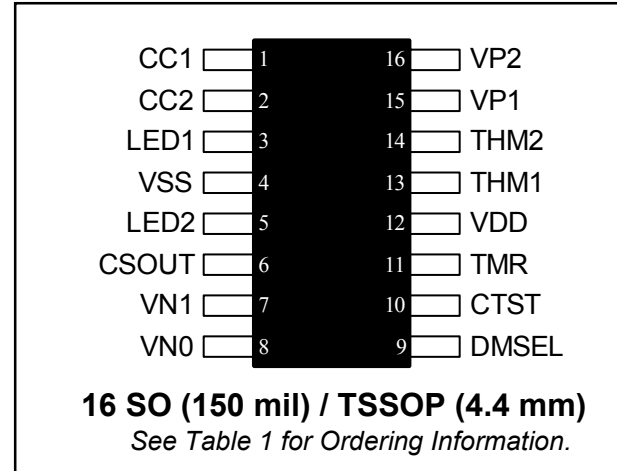 CC1 1 16 VP2
CC2 2 15 VP1
LED1 3 14 THM2
VSS 4 13 THM1
LED2 5 12 VDD
CSOUT 6 11 TMR
VN1 7 10 CTST
VN0 8 9 DMSEL
16 SO (150 mil) / TSSOP (4.4 mm)
See Table 1 for Ordering Information.